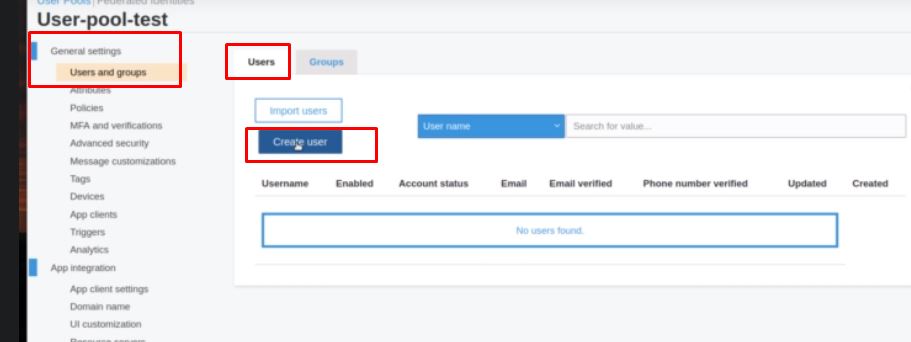 User Pools | Federated Identities
User-pool-test
General settings
Users and groups
Attributes
Policies
MFA and verifications
Advanced security
Message customizations
Tags
Devices
App clients
Triggers
Analytics
App integration
App client settings
Domain name
UI customization
Resource servers
Users Groups
Import users
User name Search for value...
Create user
Username Enabled Account status Email Email verified Phone number verified Updated Created
No users found.